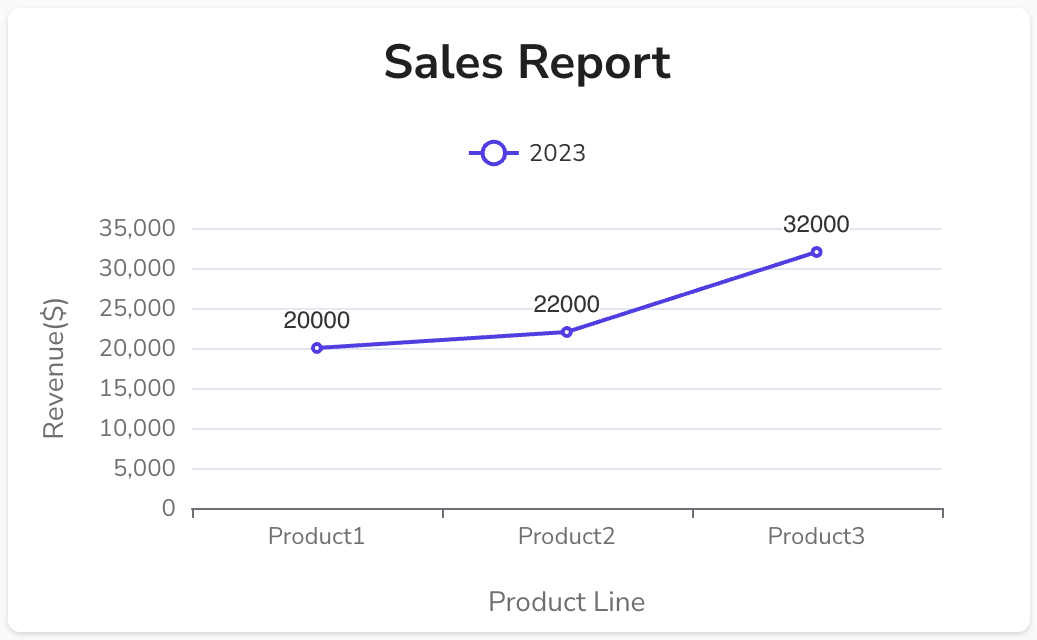 Sales Report
2023
35,000
30,000
25,000
20,000
15,000
10,000
5,000
0
Revenue($)
20000
22000
32000
Product1
Product2
Product3
Product Line